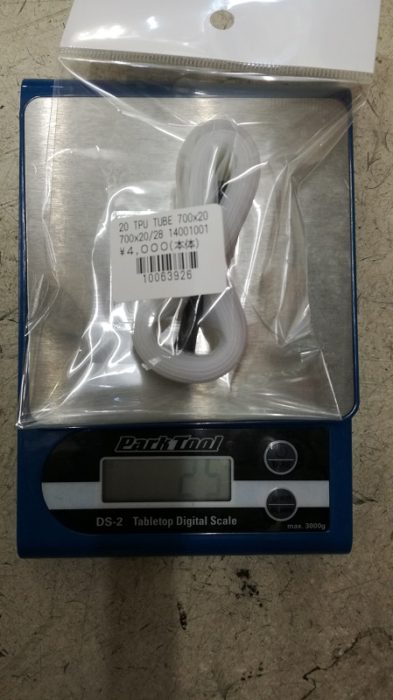 20 TPU TUBE 700x20
700x20/28 14001001
¥4,000(本体)
10063926
ParkTool
DS-2 Tabletop Digital Scale
max. 3000g